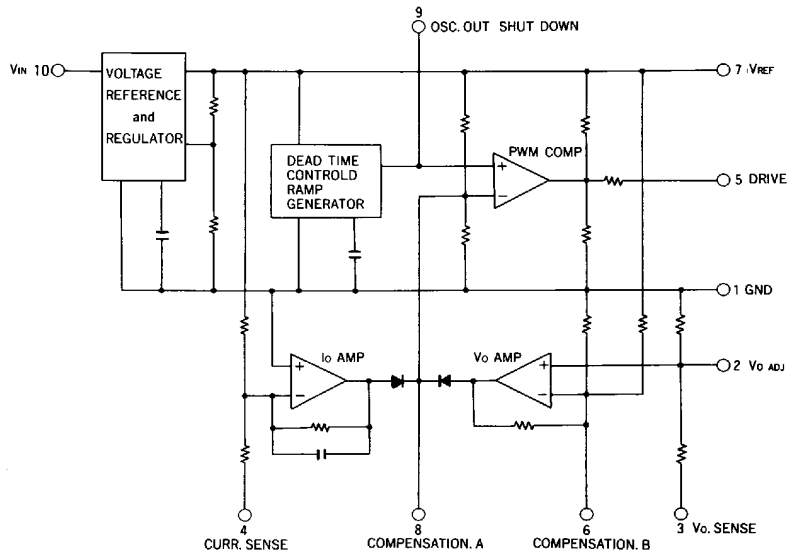 9
OSC. OUT SHUT DOWN
VIN 10
VOLTAGE
REFERENCE
and
REGULATOR
7 VREF
PWM COMP
DEAD TIME
CONTROLD
RAMP
GENERATOR
+
−
5 DRIVE
1 GND
IO AMP
VO AMP
+
−
+
−
2 VO ADJ
4
CURR. SENSE
8
COMPENSATION. A
6
COMPENSATION. B
3 VO. SENSE